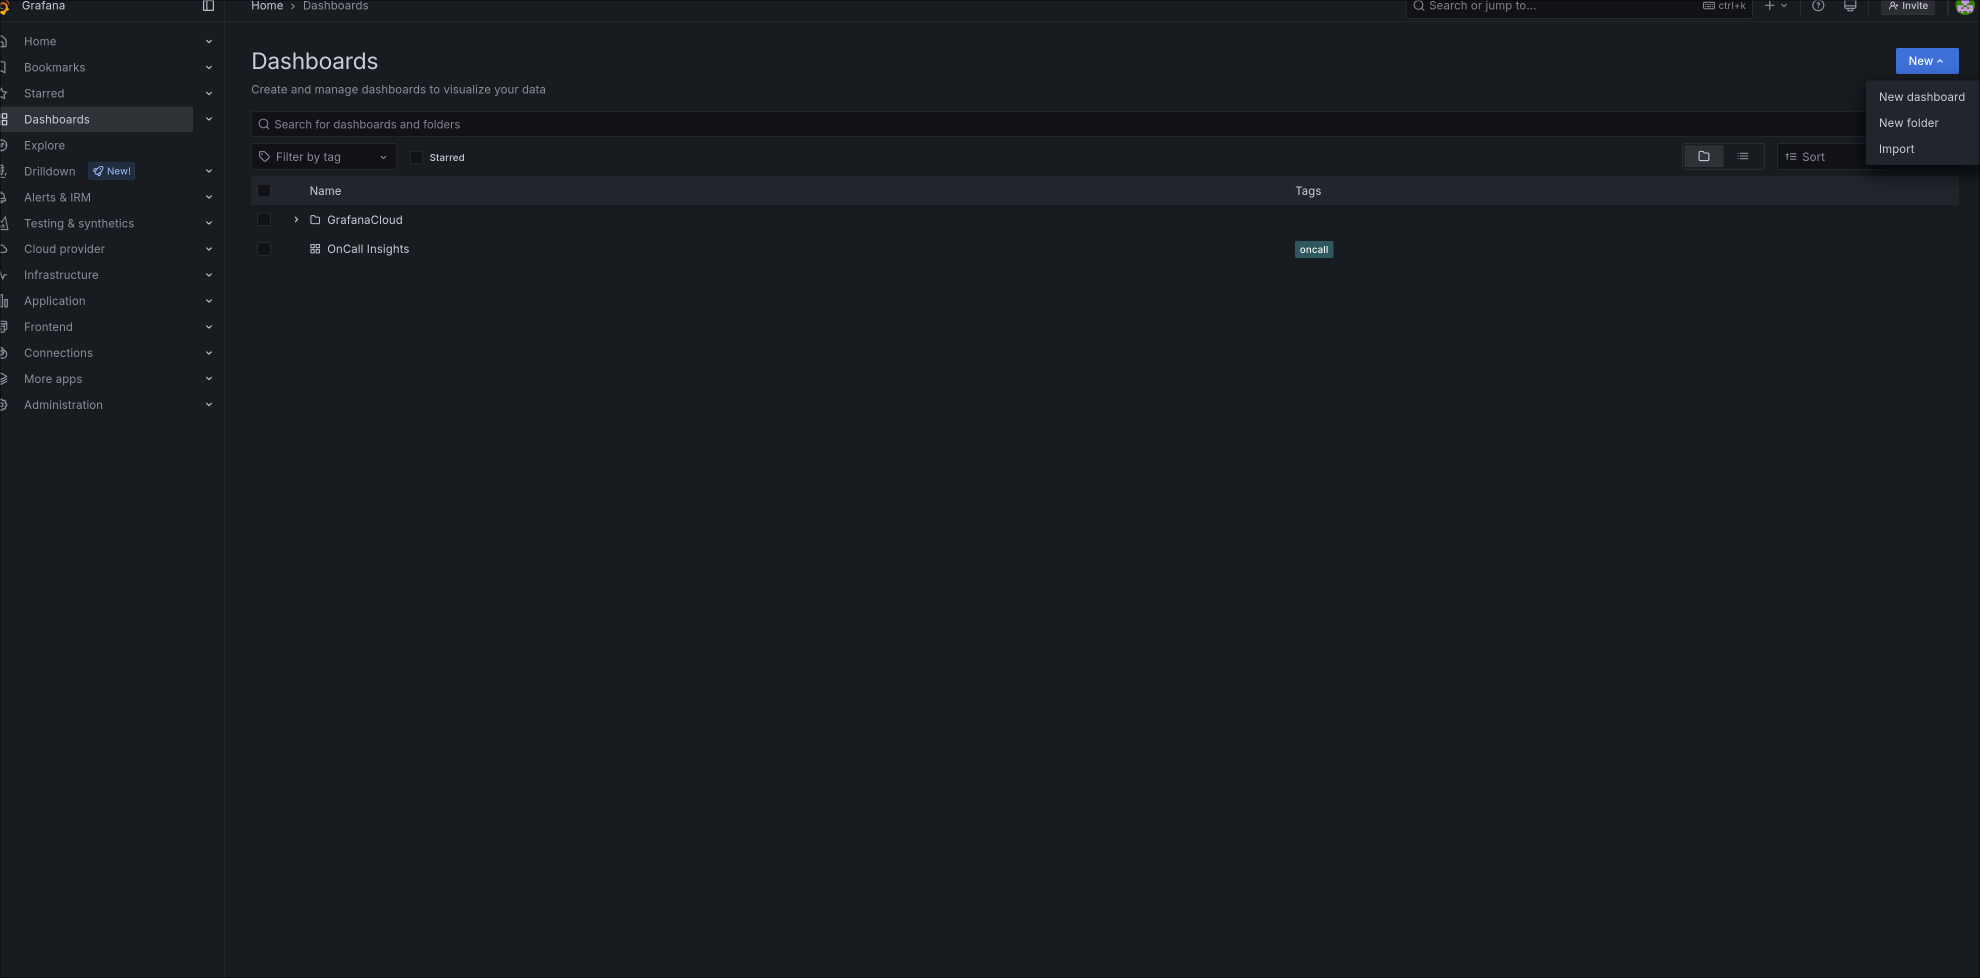 Grafana
Home › Dashboards
Search or jump to...
ctrl+k
Invite
Home
Bookmarks
Starred
Dashboards
Explore
Drilldown New!
Alerts & IRM
Testing & synthetics
Cloud provider
Infrastructure
Application
Frontend
Connections
More apps
Administration
Dashboards
Create and manage dashboards to visualize your data
New
New dashboard
New folder
Import
Search for dashboards and folders
Filter by tag
Starred
Sort
Name Tags
GrafanaCloud
OnCall Insights oncall